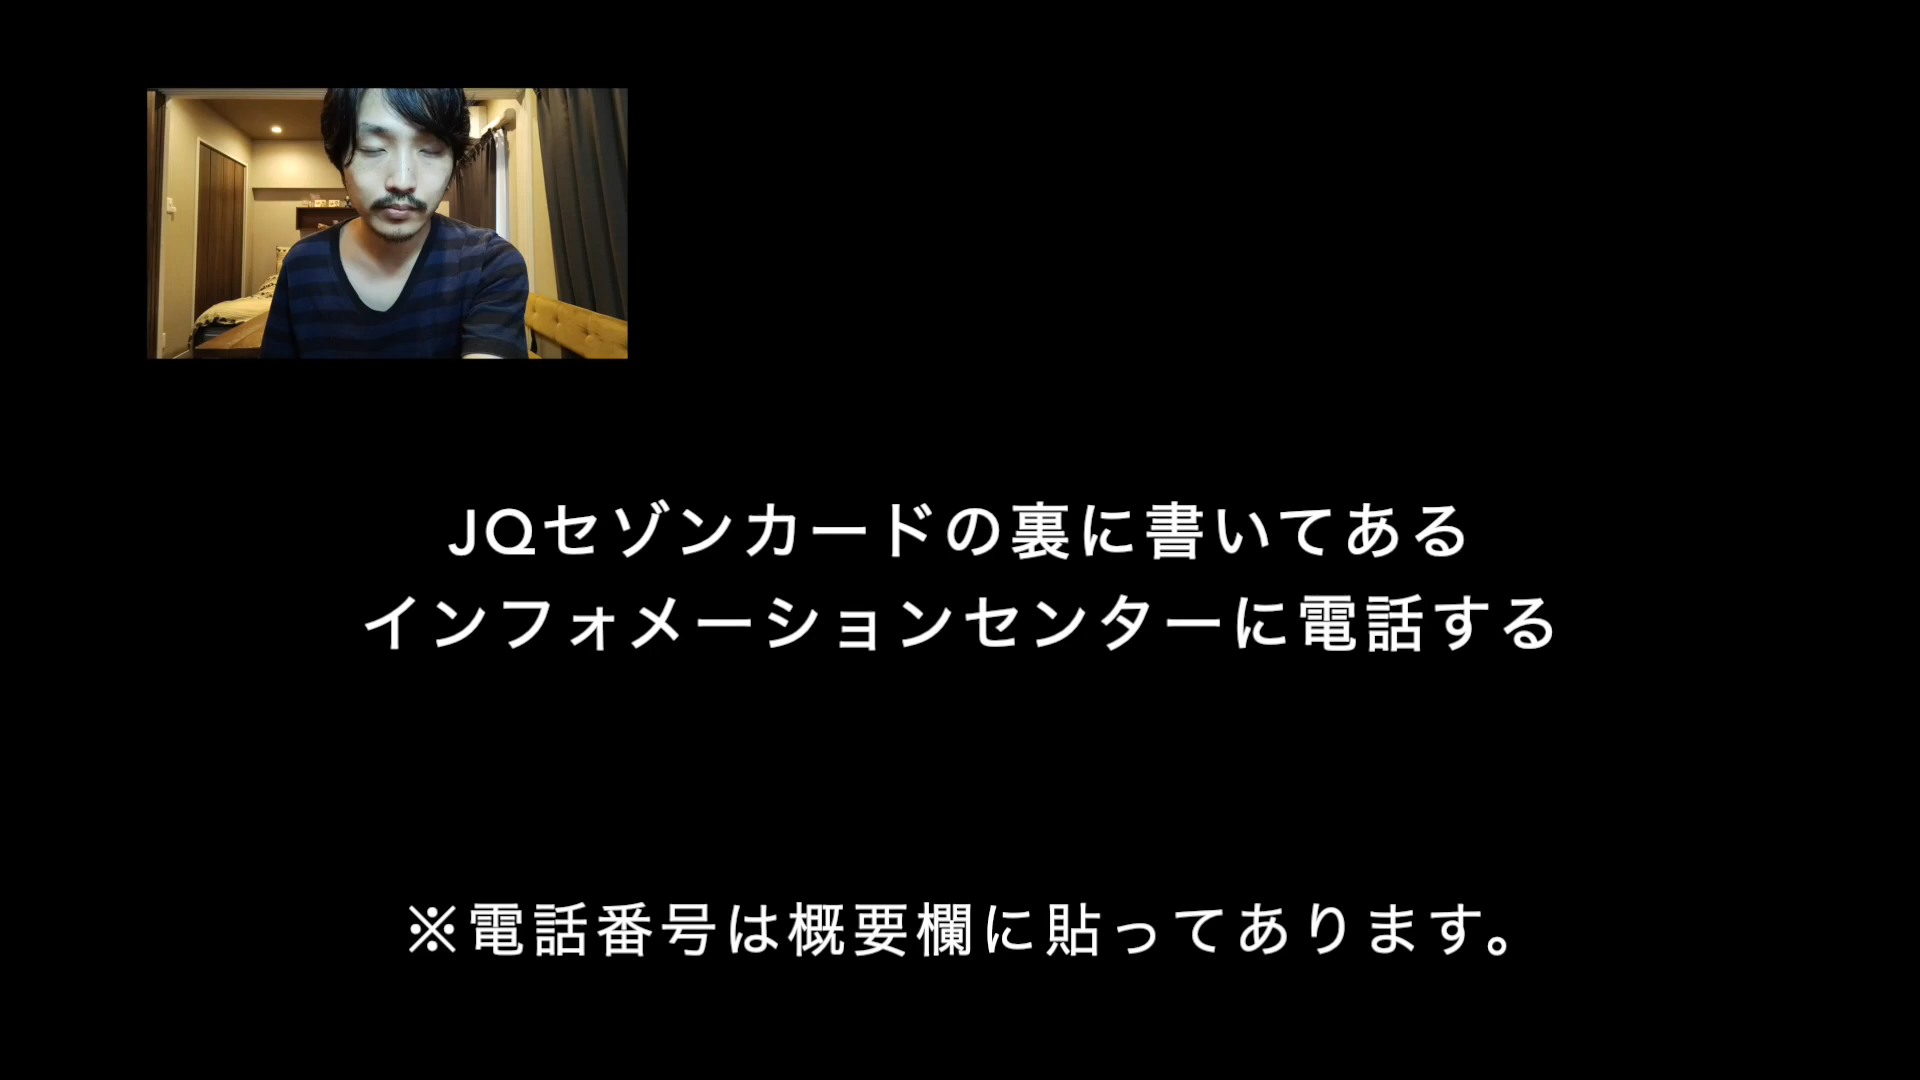 JQセゾンカードの裏に書いてある
インフォメーションセンターに電話する
※電話番号は概要欄に貼ってあります。